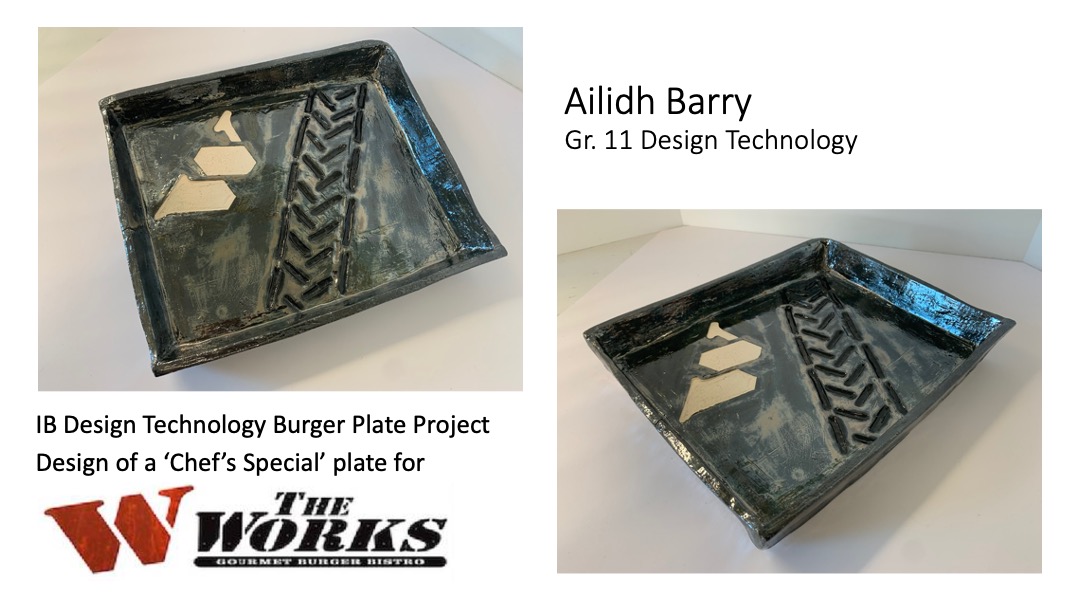 Ailidh Barry
Gr. 11 Design Technology
IB Design Technology Burger Plate Project
Design of a ‘Chef’s Special’ plate for
W THE
WORKS
GOURMET BURGER BISTRO